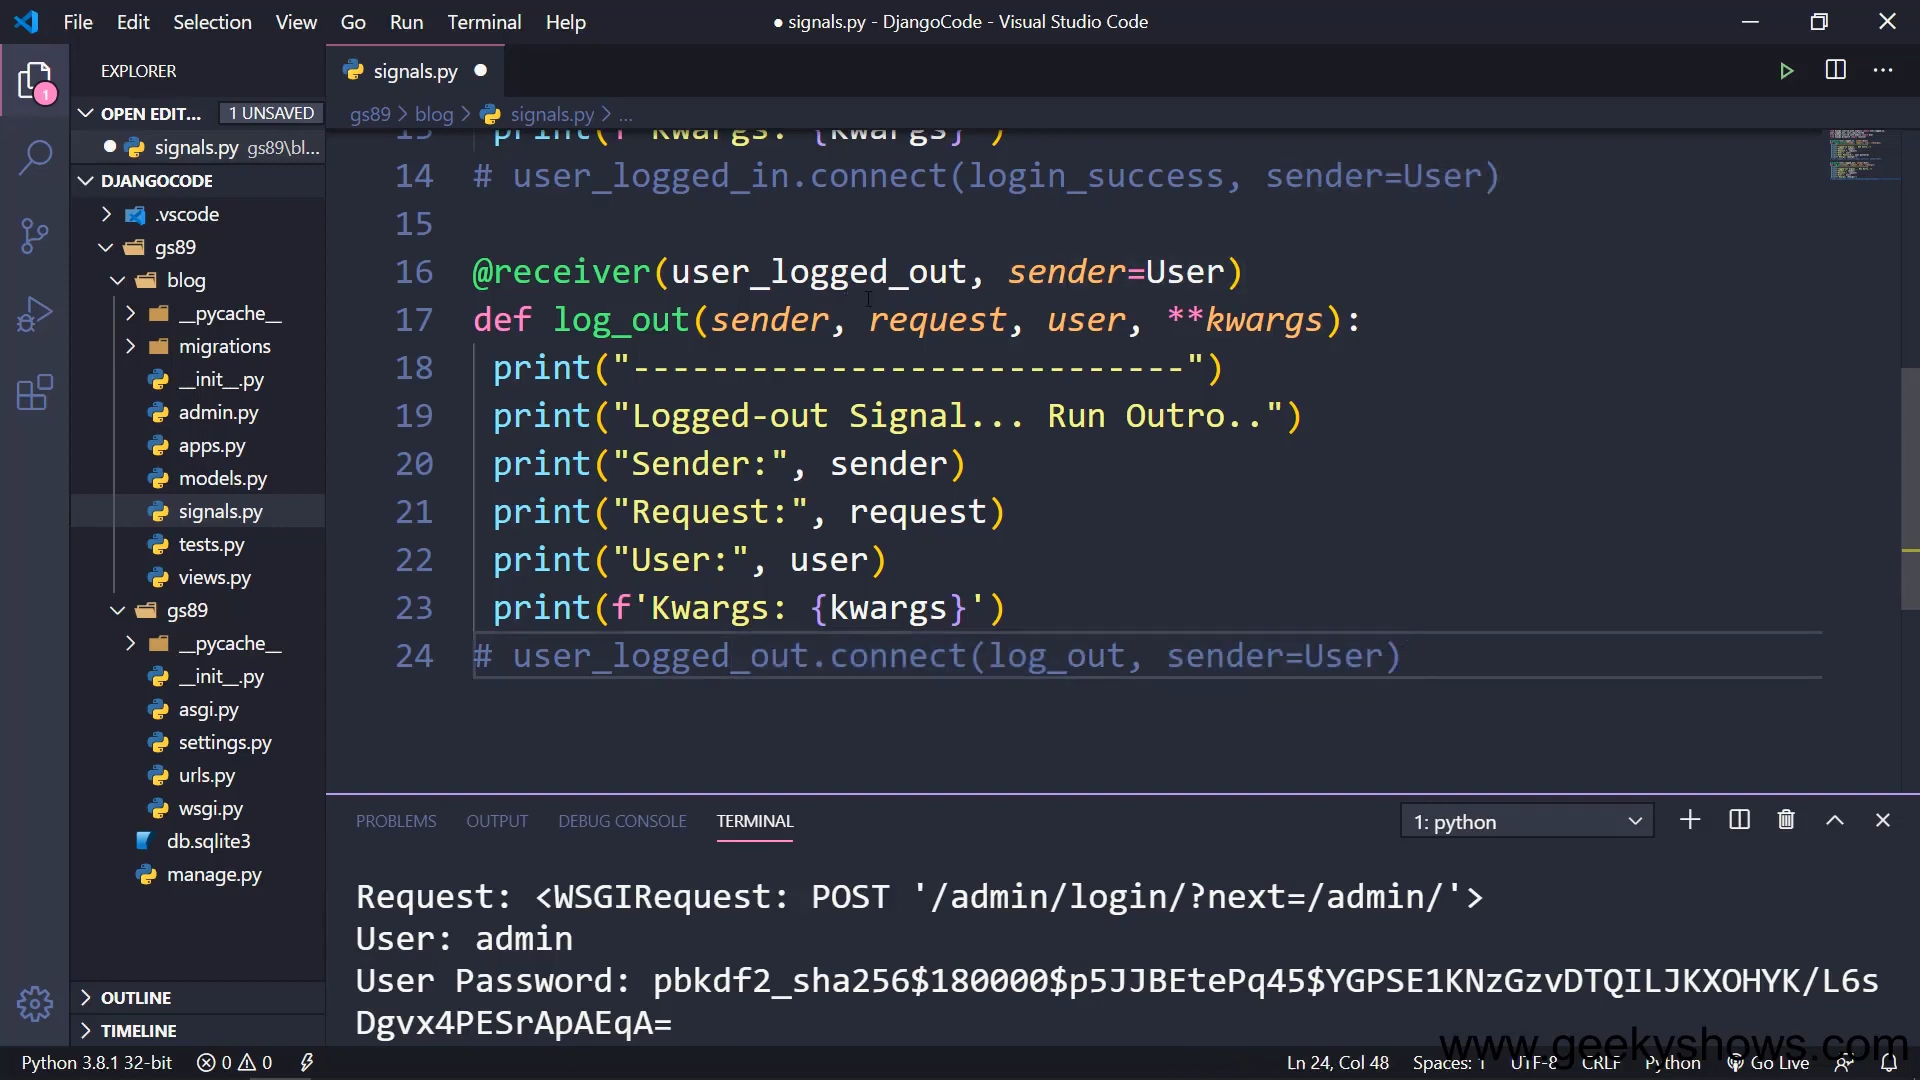 File Edit Selection View Go Run Terminal Help
● signals.py - DjangoCode - Visual Studio Code
EXPLORER
OPEN EDIT... 1 UNSAVED
signals.py gs89\bl...
DJANGOCODE
.vscode
gs89
blog
__pycache__
migrations
__init__.py
admin.py
apps.py
models.py
signals.py
tests.py
views.py
gs89
__pycache__
__init__.py
asgi.py
settings.py
urls.py
wsgi.py
db.sqlite3
manage.py
OUTLINE
TIMELINE
1
signals.py
gs89 > blog > signals.py > ...
13 print(f'Kwargs: {kwargs}')
14 # user_logged_in.connect(login_success, sender=User)
15
16 @receiver(user_logged_out, sender=User)
17 def log_out(sender, request, user, **kwargs):
18 print("----------------------------")
19 print("Logged-out Signal... Run Outro..")
20 print("Sender:", sender)
21 print("Request:", request)
22 print("User:", user)
23 print(f'Kwargs: {kwargs}')
24 # user_logged_out.connect(log_out, sender=User)
PROBLEMS OUTPUT DEBUG CONSOLE TERMINAL 1: python
Request: <WSGIRequest: POST '/admin/login/?next=/admin/'>
User: admin
User Password: pbkdf2_sha256$180000$p5JJBEtePq45$YGPSE1KNzGzvDTQILJKXOHYK/L6s
Dgvx4PESrApAEqA=
www.geekyshows.com
Python 3.8.1 32-bit 0 0 Ln 24, Col 48 Spaces: 1 UTF-8 CRLF Python Go Live